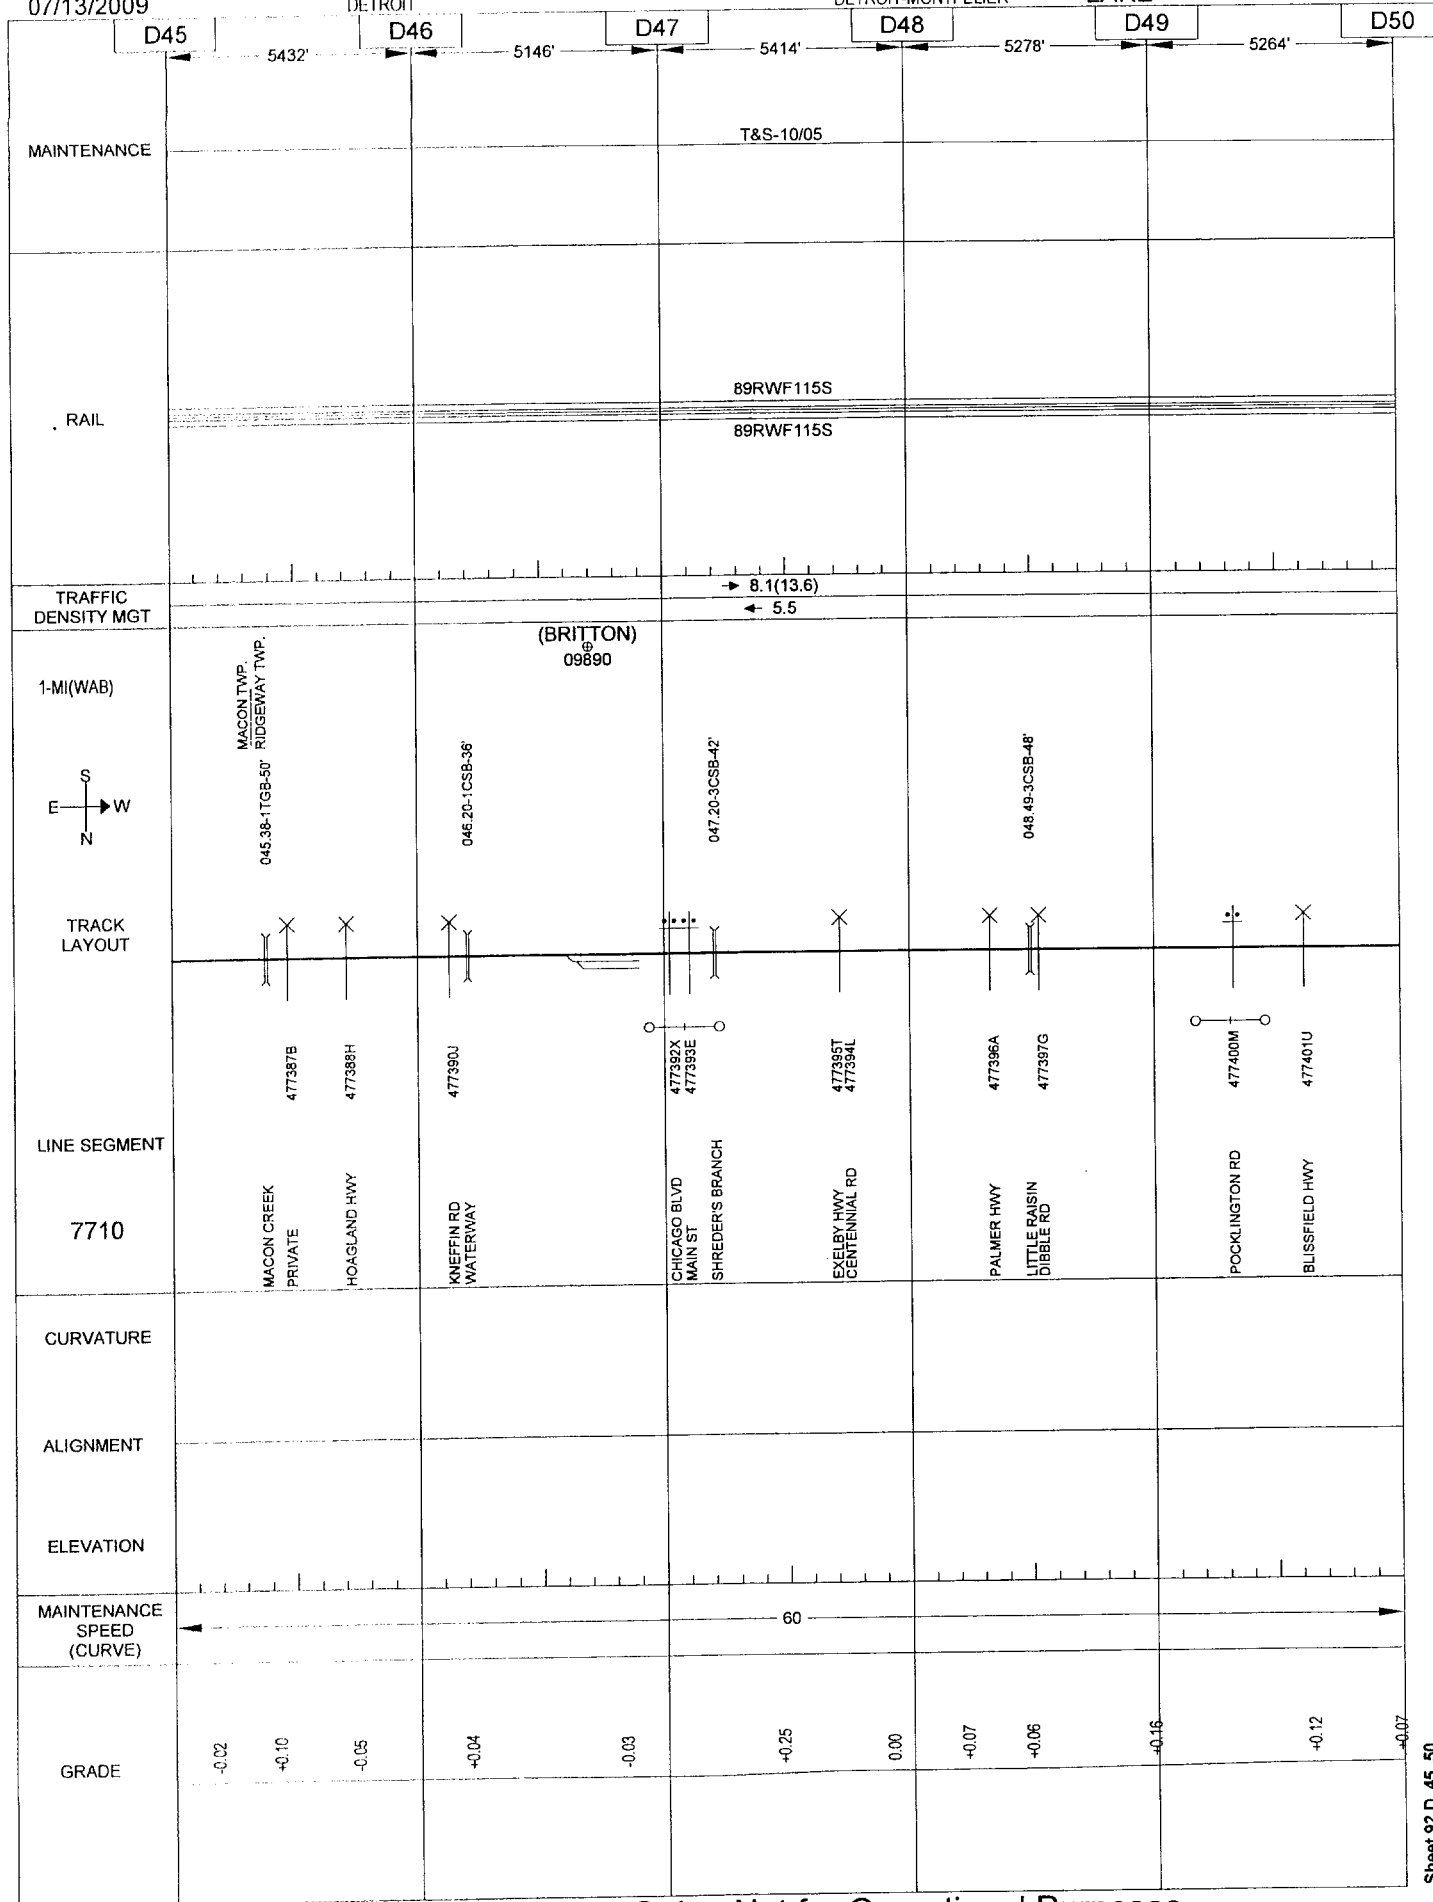 07/13/2009
DETROIT
D45
D46
D47
D48
D49
D50
5432'
5146'
5414'
5278'
5264'
MAINTENANCE
T&S-10/05
RAIL
89RWF115S
89RWF115S
TRAFFIC
DENSITY MGT
8.1(13.6)
5.5
1-MI(WAB)
MACON TWP.
RIDGEWAY TWP.
(BRITTON)
09890
S
E
W
N
045.38-1TGB-50'
046.20-1CSB-36'
047.20-3CSB-42'
048.49-3CSB-48'
TRACK
LAYOUT
477387B
477388H
477390J
477392X
477393E
477395T
477394L
477396A
477397G
477400M
477401U
LINE SEGMENT
7710
MACON CREEK
PRIVATE
HOAGLAND HWY
KNEFFIN RD
WATERWAY
CHICAGO BLVD
MAIN ST
SHREDER'S BRANCH
EXELBY HWY
CENTENNIAL RD
PALMER HWY
LITTLE RAISIN
DIBBLE RD
POCKLINGTON RD
BLISSFIELD HWY
CURVATURE
ALIGNMENT
ELEVATION
MAINTENANCE
SPEED
(CURVE)
60
GRADE
-0.02
+0.10
-0.05
+0.04
-0.03
+0.25
0.00
+0.07
+0.06
+0.16
+0.12
+0.07
Sheet 92 D 45 50
Not for Operational Purposes